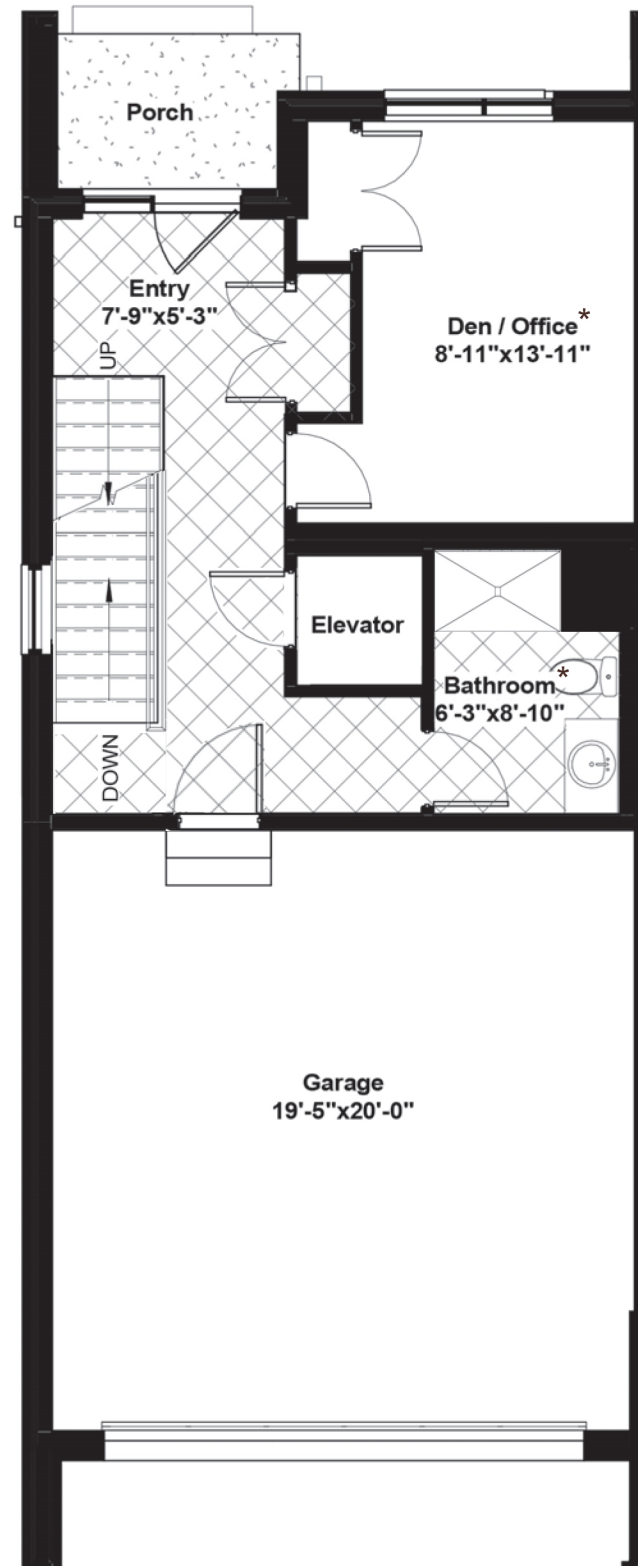 Porch
Entry
7'-9"x5'-3"
UP
Den / Office*
8'-11"x13'-11"
Elevator
Bathroom*
6'-3"x8'-10"
DOWN
Garage
19'-5"x20'-0"